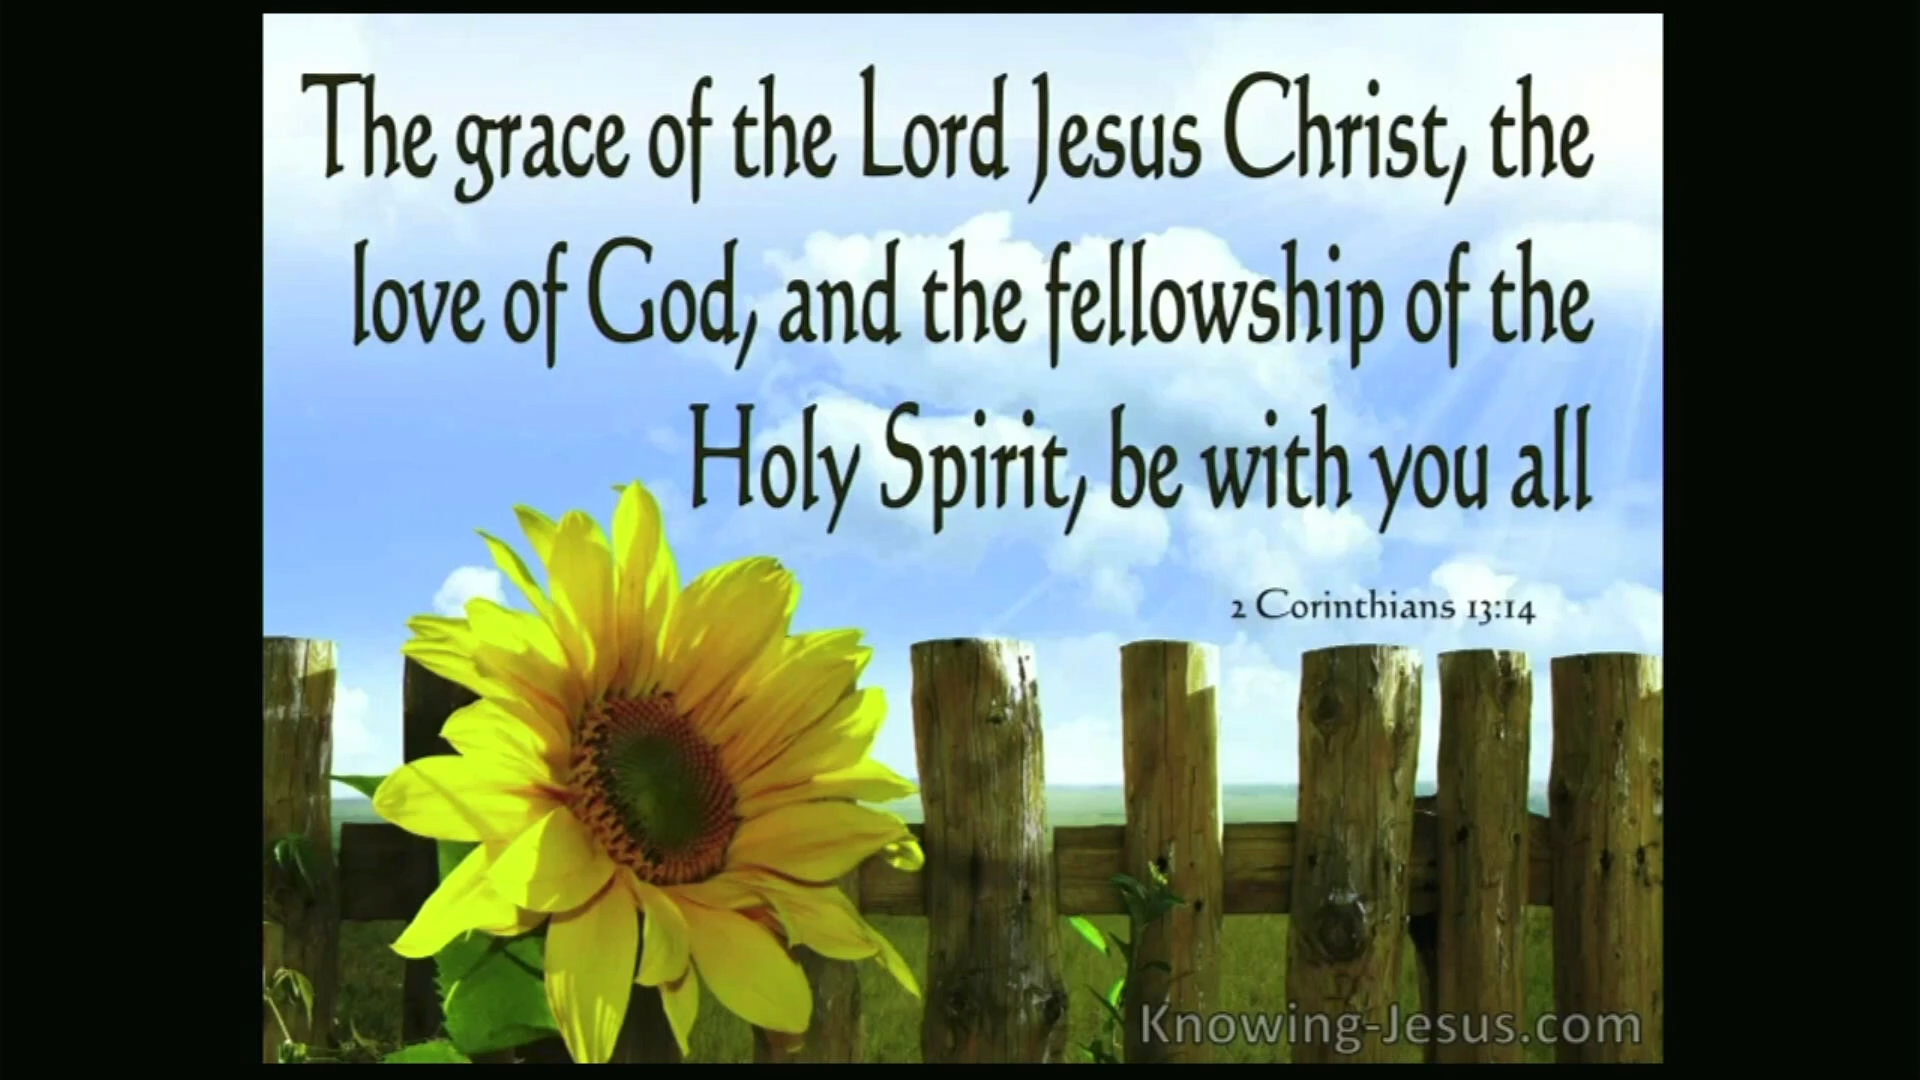 The grace of the Lord Jesus Christ, the
love of God, and the fellowship of the
Holy Spirit, be with you all
2 Corinthians 13:14
Knowing-Jesus.com